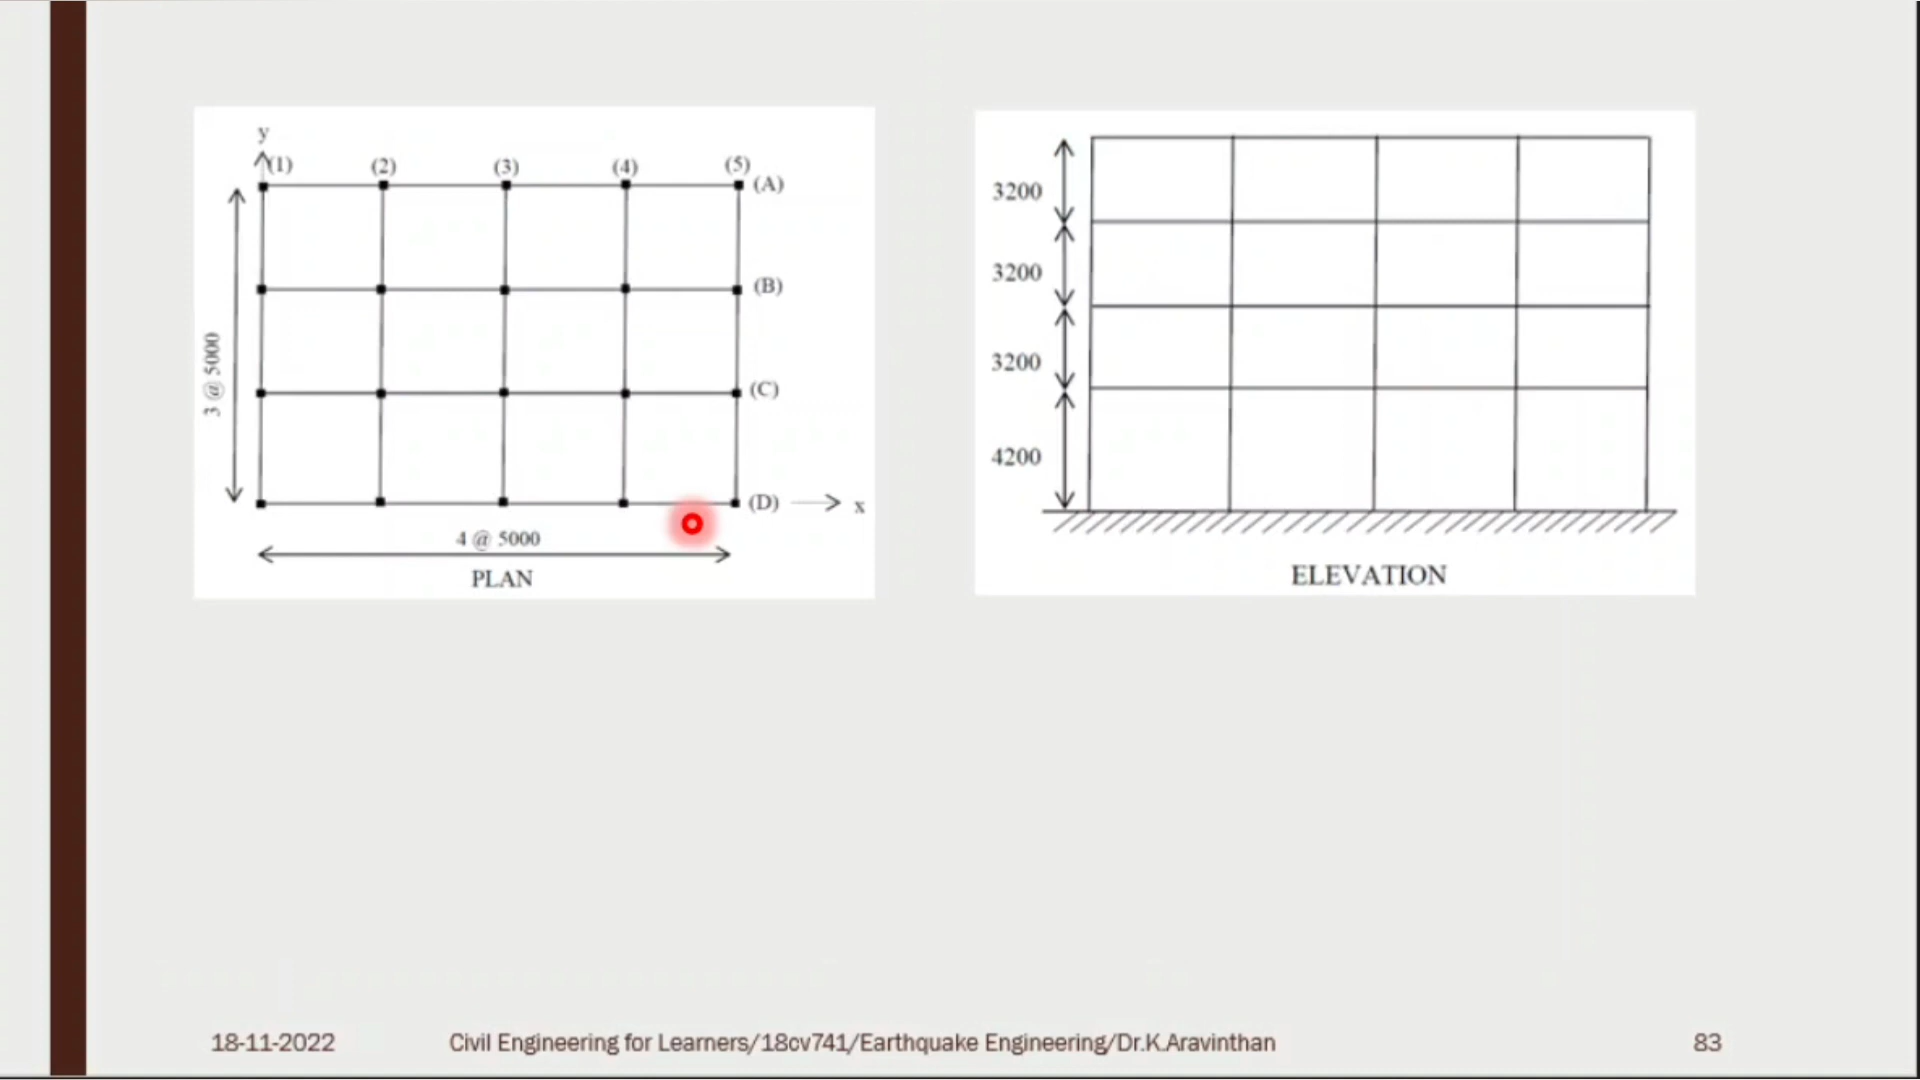 y
(1) (2) (3) (4) (5)
(A)
(B)
(C)
(D) x
3 @ 5000
4 @ 5000
PLAN
3200
3200
3200
4200
ELEVATION
18-11-2022 Civil Engineering for Learners/18cv741/Earthquake Engineering/Dr.K.Aravinthan 83